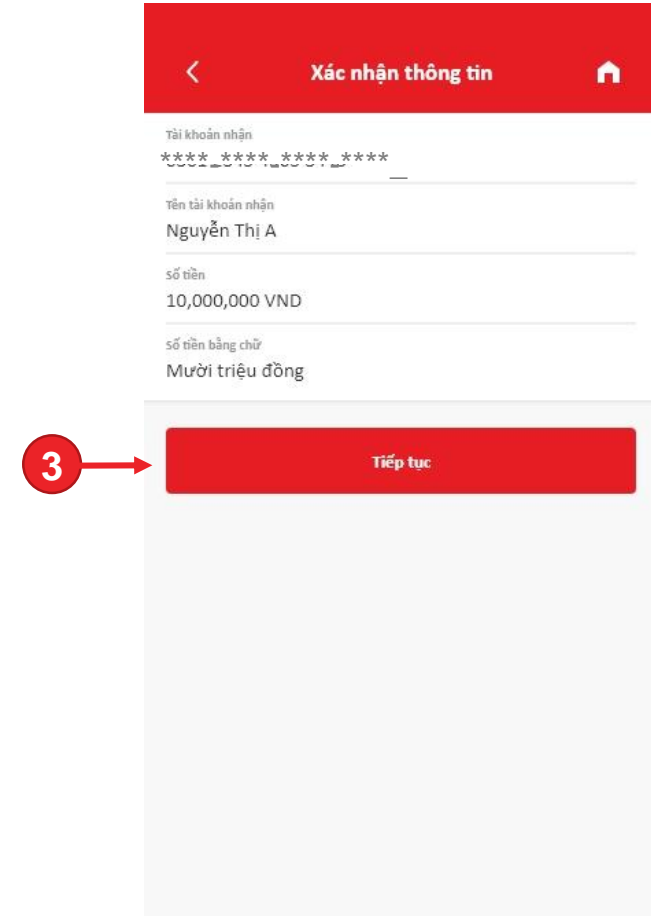 Xác nhận thông tin
Tài khoản nhận
****_****_****_****
Tên tài khoản nhận
Nguyễn Thị A
Số tiền
10,000,000 VND
Số tiền bằng chữ
Mười triệu đồng
3
Tiếp tục